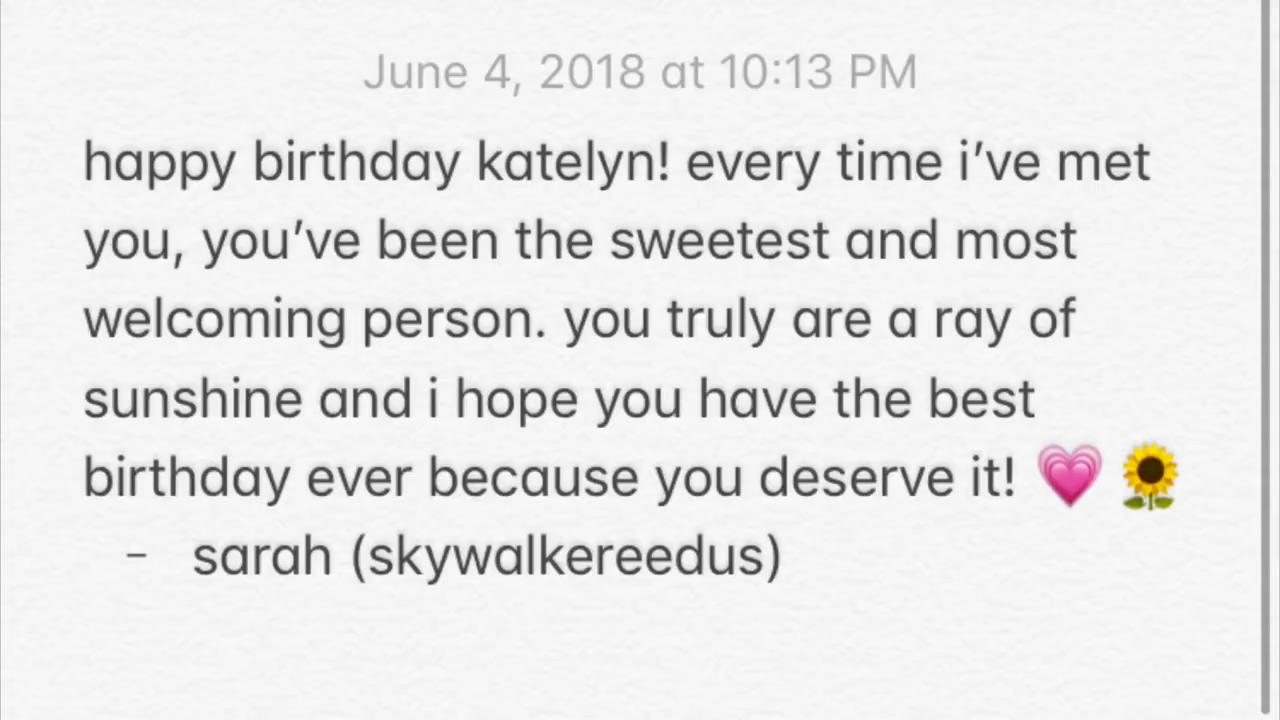 June 4, 2018 at 10:13 PM
happy birthday katelyn! every time i’ve met
you, you’ve been the sweetest and most
welcoming person. you truly are a ray of
sunshine and i hope you have the best
birthday ever because you deserve it! 💗 🌻
– sarah (skywalkereedus)